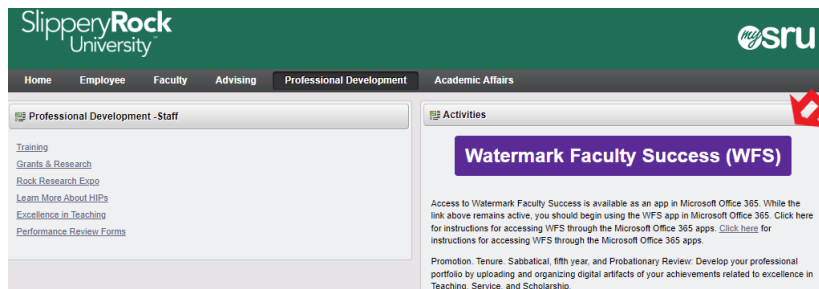 SlipperyRock
University
mysru
Home Employee Faculty Advising Professional Development Academic Affairs
Professional Development -Staff
Training
Grants & Research
Rock Research Expo
Learn More About HIPs
Excellence in Teaching
Performance Review Forms
Activities
Watermark Faculty Success (WFS)
Access to Watermark Faculty Success is available as an app in Microsoft Office 365. While the
link above remains active, you should begin using the WFS app in Microsoft Office 365. Click here
for instructions for accessing WFS through the Microsoft Office 365 apps. Click here for
instructions for accessing WFS through the Microsoft Office 365 apps.
Promotion. Tenure. Sabbatical, fifth year, and Probationary Review: Develop your professional
portfolio by uploading and organizing digital artifacts of your achievements related to excellence in
Teaching, Service, and Scholarship.